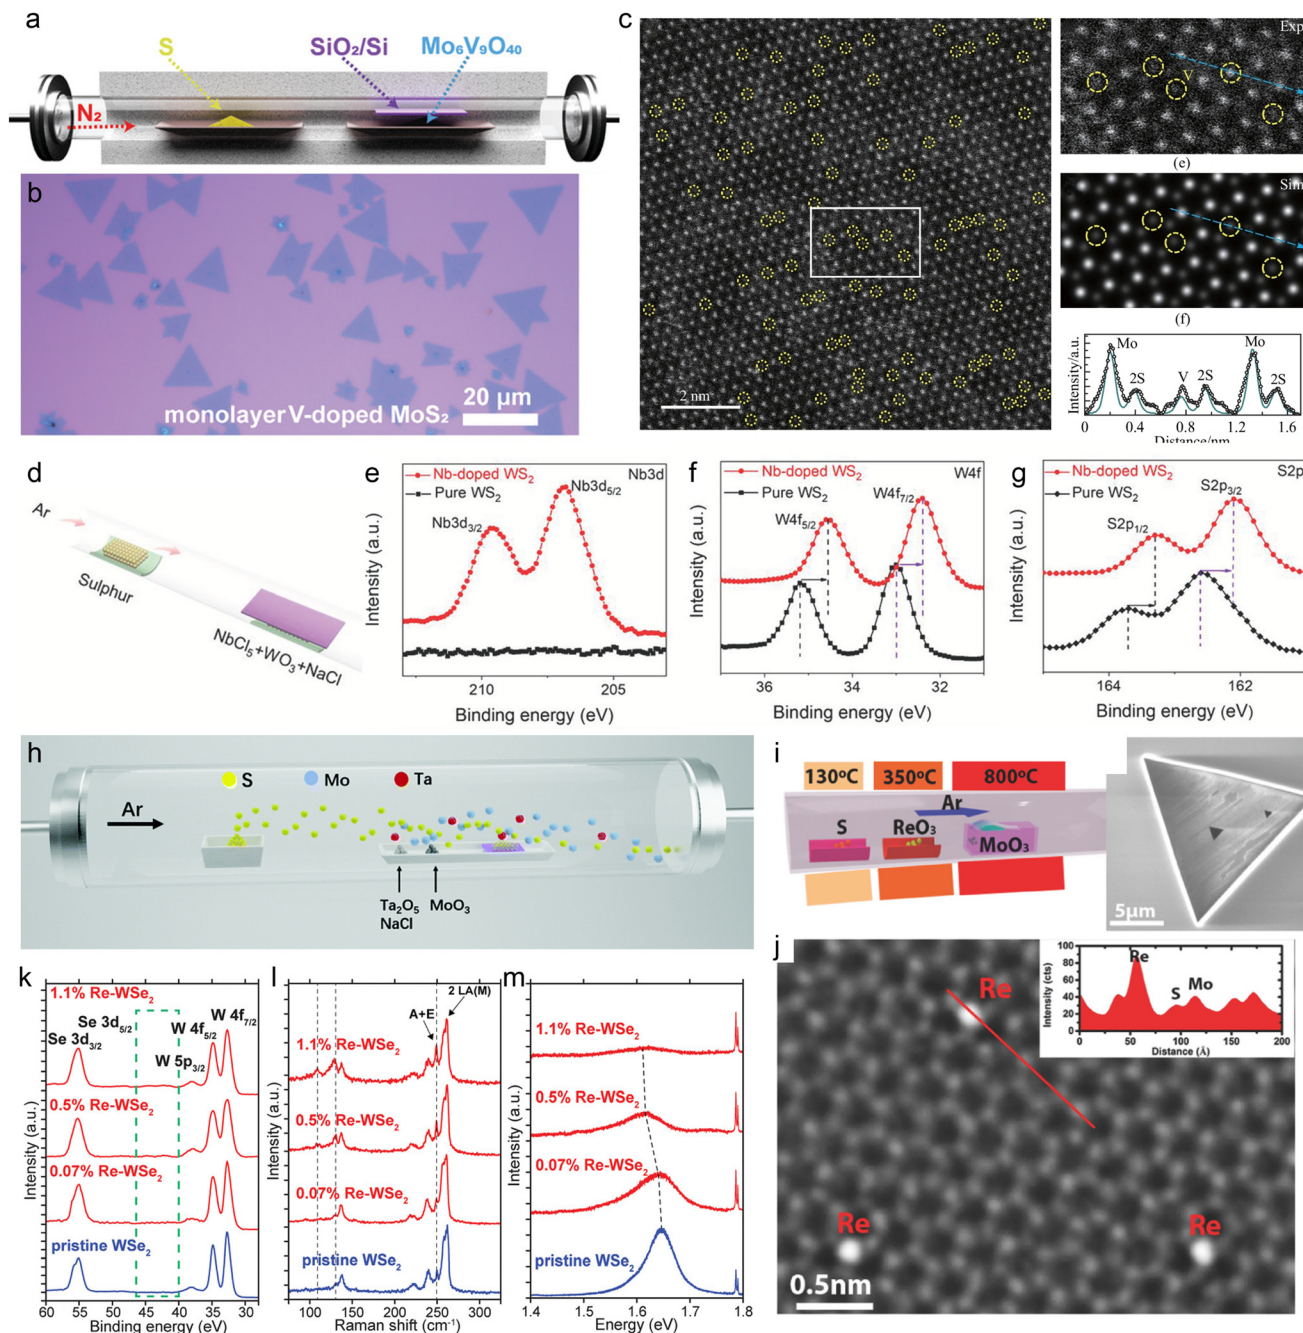 a
S
SiO₂/Si
Mo₆V₉O₄₀
N₂
b
20 μm
monolayer V-doped MoS₂
c
2 nm
Exp
V
(e)
Sim
(f)
Intensity/a.u.
Mo
2S
V
2S
Mo
2S
0 0.4 0.8 1.2 1.6
Distance/nm
d
Ar
Sulphur
NbCl₅+WO₃+NaCl
e
Nb-doped WS₂
Pure WS₂
Nb3d
Nb3d₃/₂
Nb3d₅/₂
Intensity (a.u.)
210 205
Binding energy (eV)
f
Nb-doped WS₂
Pure WS₂
W4f
W4f₅/₂
W4f₇/₂
Intensity (a.u.)
36 34 32
Binding energy (eV)
g
Nb-doped WS₂
Pure WS₂
S2p
S2p₁/₂
S2p₃/₂
Intensity (a.u.)
164 162
Binding energy (eV)
h
S Mo Ta
Ar
Ta₂O₅
NaCl
MoO₃
i
130ºC 350ºC 800ºC
Ar
S ReO₃
MoO₃
5μm
j
Re
Re
Re
0.5nm
Intensity (cts)
100
80
60
40
20
0
Re
S
Mo
0 50 100 150 200
Distance (Å)
k
1.1% Re-WSe₂
Se 3d₅/₂
Se 3d₃/₂
W 4f₇/₂
W 4f₅/₂
W 5p₃/₂
0.5% Re-WSe₂
0.07% Re-WSe₂
pristine WSe₂
Intensity (a.u.)
60 55 50 45 40 35 30
Binding energy (eV)
l
2 LA(M)
A+E
1.1% Re-WSe₂
0.5% Re-WSe₂
0.07% Re-WSe₂
pristine WSe₂
Intensity (a.u.)
100 150 200 250 300
Raman shift (cm⁻¹)
m
1.1% Re-WSe₂
0.5% Re-WSe₂
0.07% Re-WSe₂
pristine WSe₂
Intensity (a.u.)
1.4 1.5 1.6 1.7 1.8
Energy (eV)